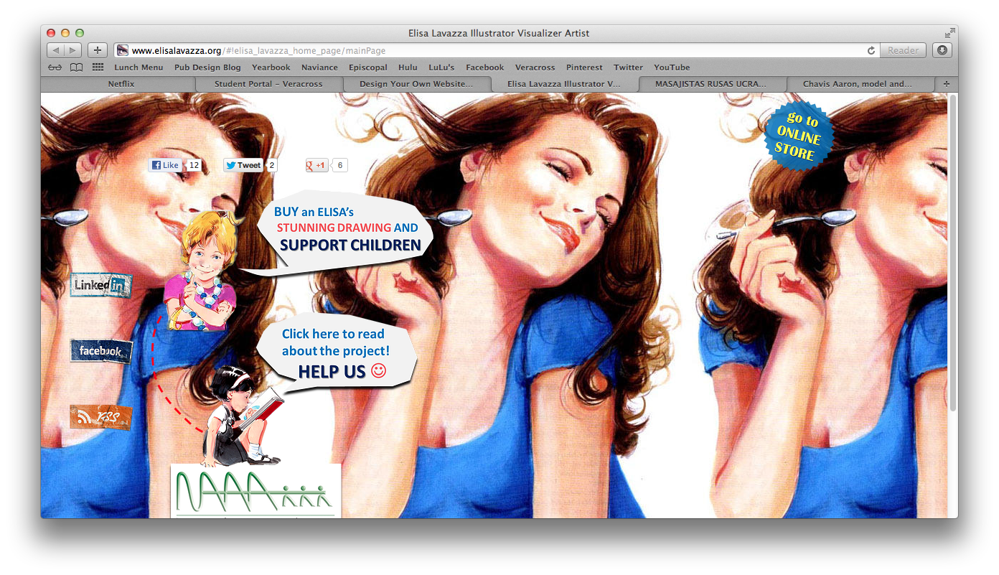 Elisa Lavazza Illustrator Visualizer Artist
www.elisalavazza.org/#!elisa_lavazza_home_page/mainPage
Reader
Lunch Menu Pub Design Blog Yearbook Naviance Episcopal Hulu LuLu's Facebook Veracross Pinterest Twitter YouTube
Netflix
Student Portal – Veracross
Design Your Own Website...
Elisa Lavazza Illustrator V...
MASAJISTAS RUSAS UCRA...
Chavis Aaron, model and...
go to
ONLINE
STORE
Like 12
Tweet 2
g +1 6
BUY an ELISA's
STUNNING DRAWING AND
SUPPORT CHILDREN
Linked in
Click here to read
about the project!
HELP US ☺
facebook
RSS
NAAA